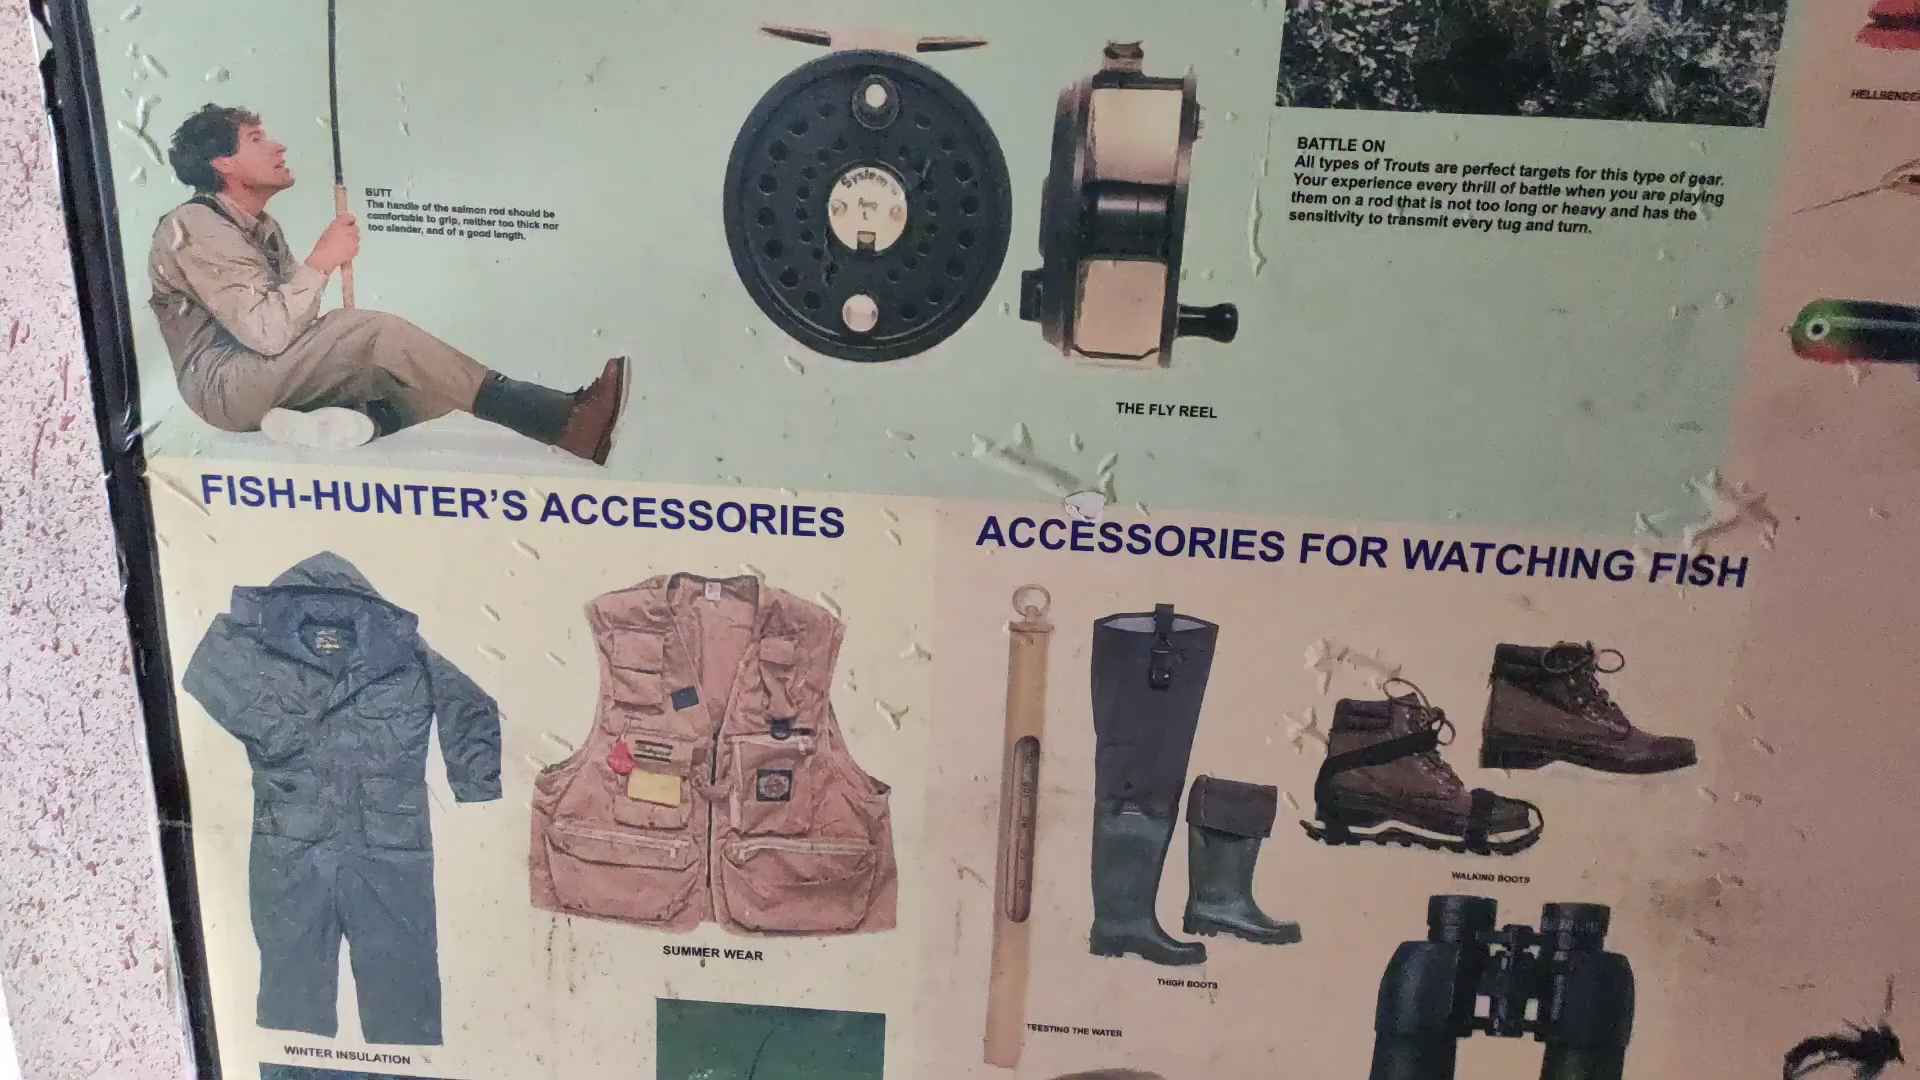 BUTT
The handle of the salmon rod should be
comfortable to grip, neither too thick nor
too slender, and of a good length.
System
THE FLY REEL
BATTLE ON
All types of Trouts are perfect targets for this type of gear.
Your experience every thrill of battle when you are playing
them on a rod that is not too long or heavy and has the
sensitivity to transmit every tug and turn.
FISH-HUNTER'S ACCESSORIES
WINTER INSULATION
SUMMER WEAR
ACCESSORIES FOR WATCHING FISH
TEESTING THE WATER
THIGH BOOTS
WALKING BOOTS